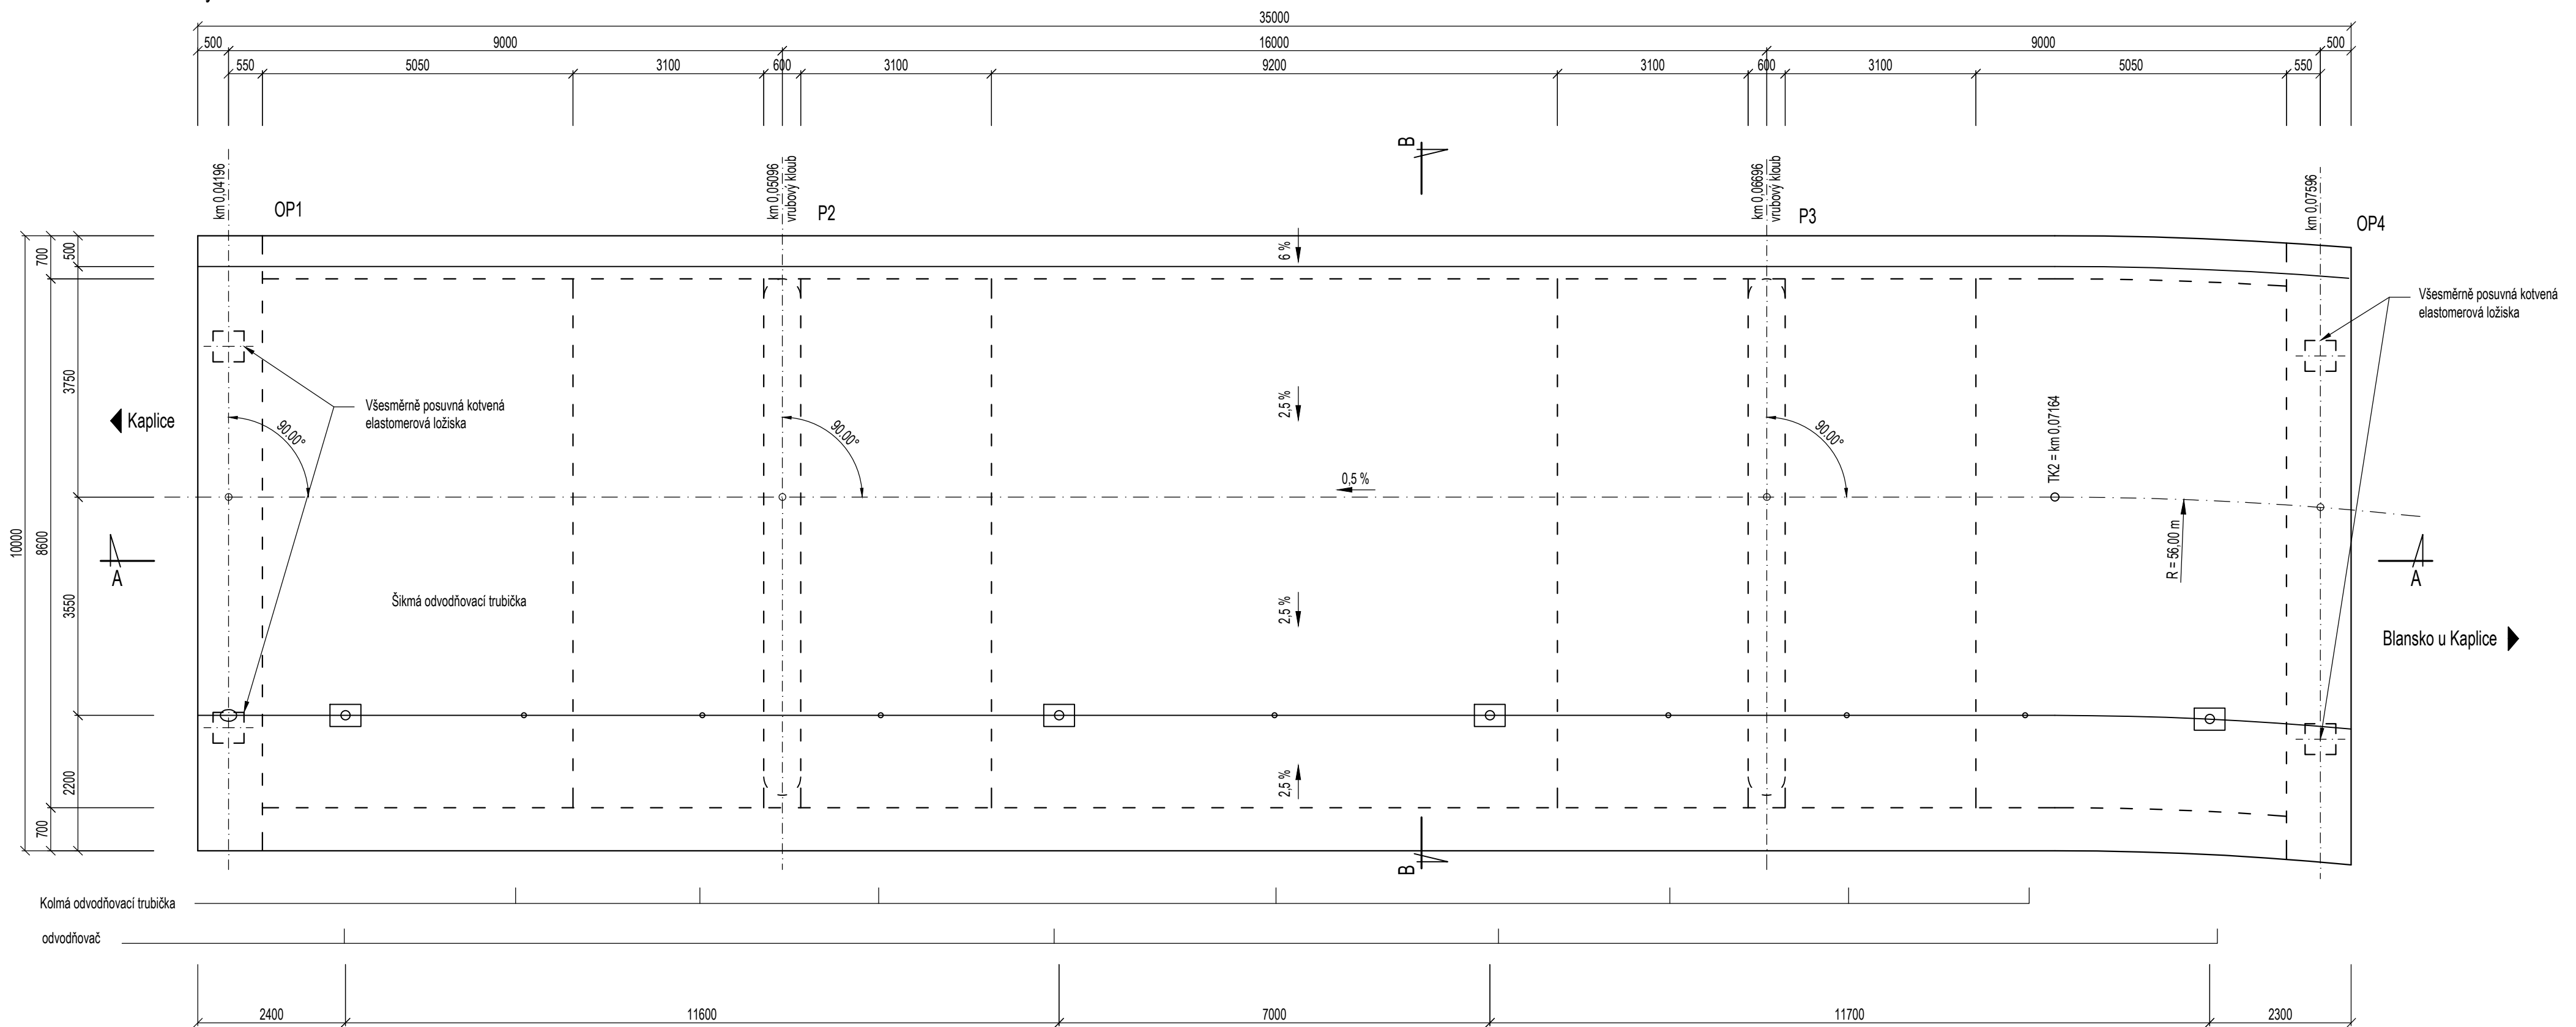 35000
500
9000
16000
9000
500
550
5050
3100
600
3100
9200
3100
600
3100
5050
550
B
km 0,04196
OP1
km 0,05096
vrubový kloub
P2
km 0,06696
vrubový kloub
P3
km 0,07596
OP4
10000
700
8600
700
500
3750
3550
2200
6 %
2,5 %
2,5 %
2,5 %
0,5 %
Kaplice
90.00°
90.00°
90.00°
Všesměrně posuvná kotvená
elastomerová ložiska
Všesměrně posuvná kotvená
elastomerová ložiska
TK2 = km 0,07164
R = 56,00 m
A
A
Šikmá odvodňovací trubička
Blansko u Kaplice
B
Kolmá odvodňovací trubička
odvodňovač
2400
11600
7000
11700
2300